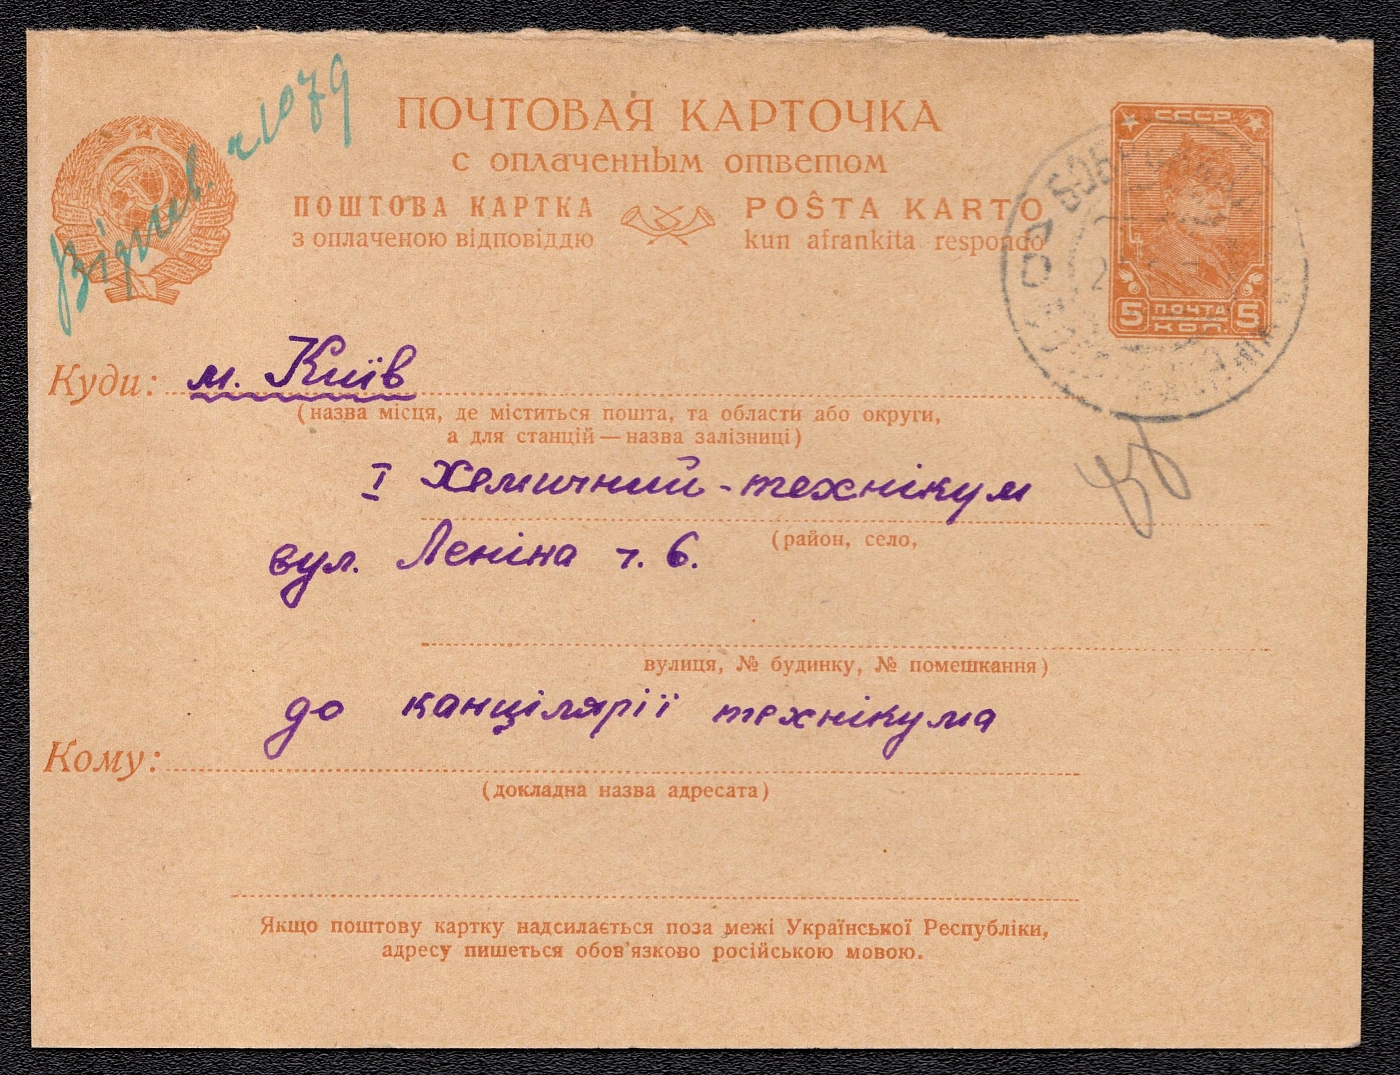 ПОЧТОВАЯ КАРТОЧКА
с оплаченным ответом
ПОШТОВА КАРТКА
з оплаченою відповіддю
POŜTA KARTO
kun afrankita respondo
СССР
5 ПОЧТА 5
КОП
1079
Куди: м. Київ
(назва місця, де міститься пошта, та области або округи,
а для станцій — назва залізниці)
I Хемичний-технікум
(район, село,
вул. Леніна ч. 6.
вулиця, № будинку, № помешкання)
Кому: до канцілярії технікума
(докладна назва адресата)
Якщо поштову картку надсилається поза межі Української Республіки,
адресу пишеться обов'язково російською мовою.